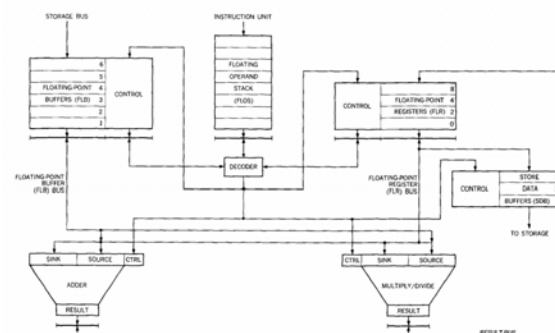 STORAGE BUS
INSTRUCTION UNIT
6
5
FLOATING-POINT 4
BUFFERS (FLB) 3
2
1
CONTROL
FLOATING
OPERAND
STACK
(FLOS)
CONTROL
8
FLOATING-POINT 4
REGISTERS (FLR) 2
0
DECODER
FLOATING-POINT
BUFFER
(FLB) BUS
FLOATING-POINT
REGISTER
(FLR) BUS
CONTROL
STORE
DATA
BUFFERS (SDB)
TO STORAGE
SINK SOURCE CTRL
ADDER
RESULT
CTRL SINK SOURCE
MULTIPLY/DIVIDE
RESULT
RESULT BUS